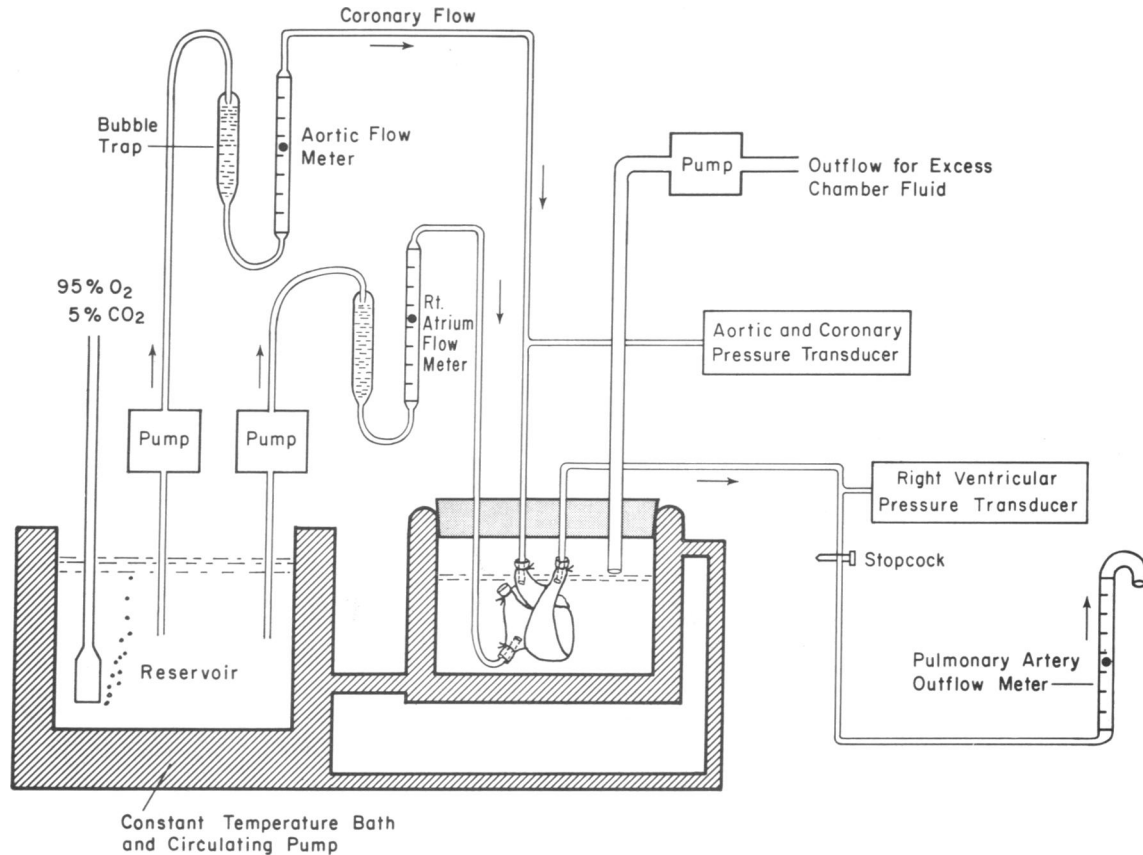 Coronary Flow
Bubble
Trap
Aortic Flow
Meter
Pump
Outflow for Excess
Chamber Fluid
95% O2
5% CO2
Rt.
Atrium
Flow
Meter
Aortic and Coronary
Pressure Transducer
Pump
Pump
Right Ventricular
Pressure Transducer
Stopcock
Reservoir
Pulmonary Artery
Outflow Meter
Constant Temperature Bath
and Circulating Pump